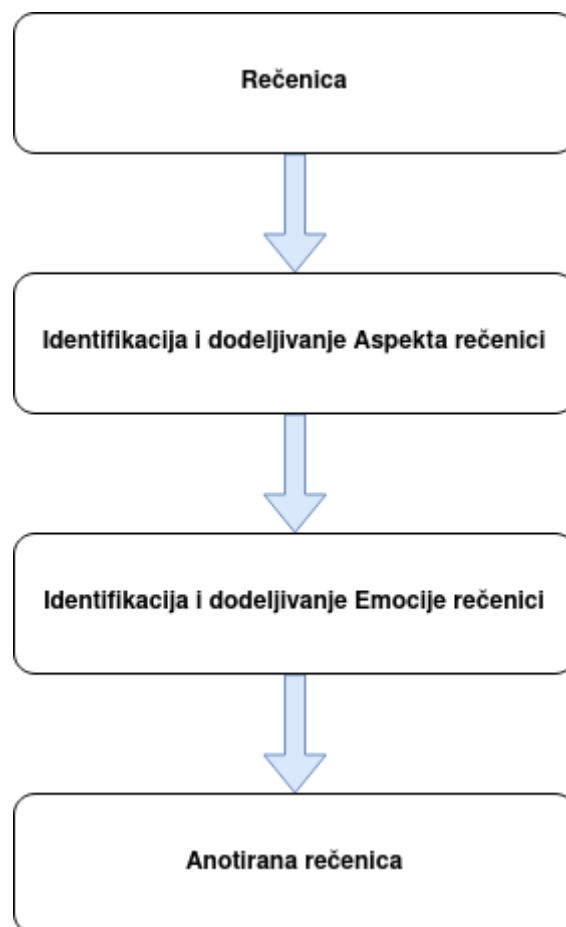 Rečenica
Identifikacija i dodeljivanje Aspekta rečenici
Identifikacija i dodeljivanje Emocije rečenici
Anotirana rečenica